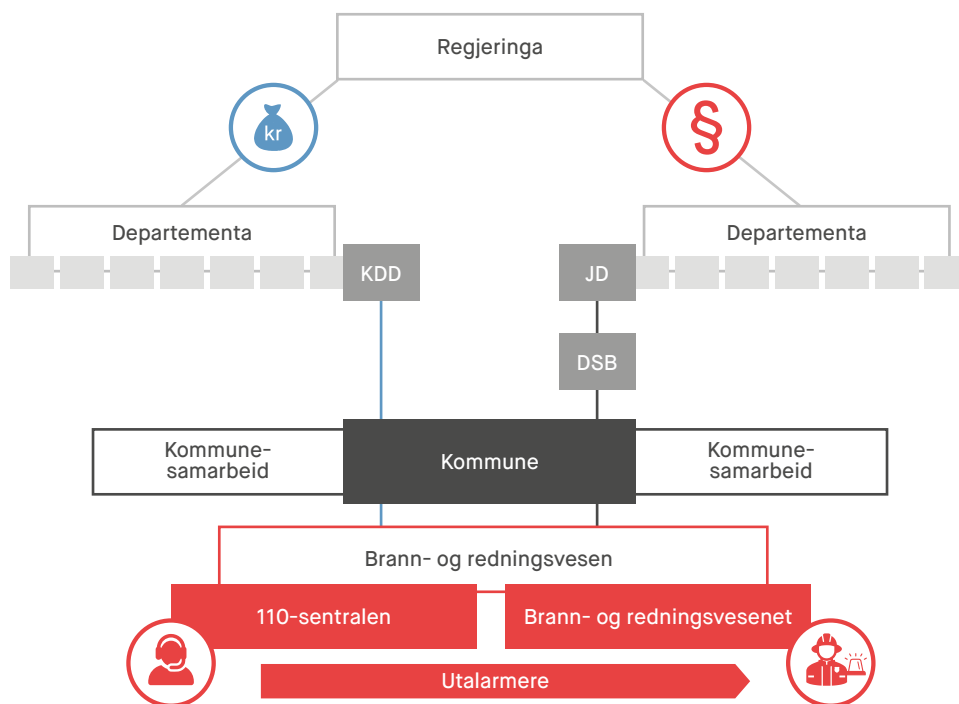 Regjeringa
kr
§
Departementa
Departementa
KDD
JD
DSB
Kommune-
samarbeid
Kommune
Kommune-
samarbeid
Brann- og redningsvesen
110-sentralen
Brann- og redningsvesenet
Utalarmere